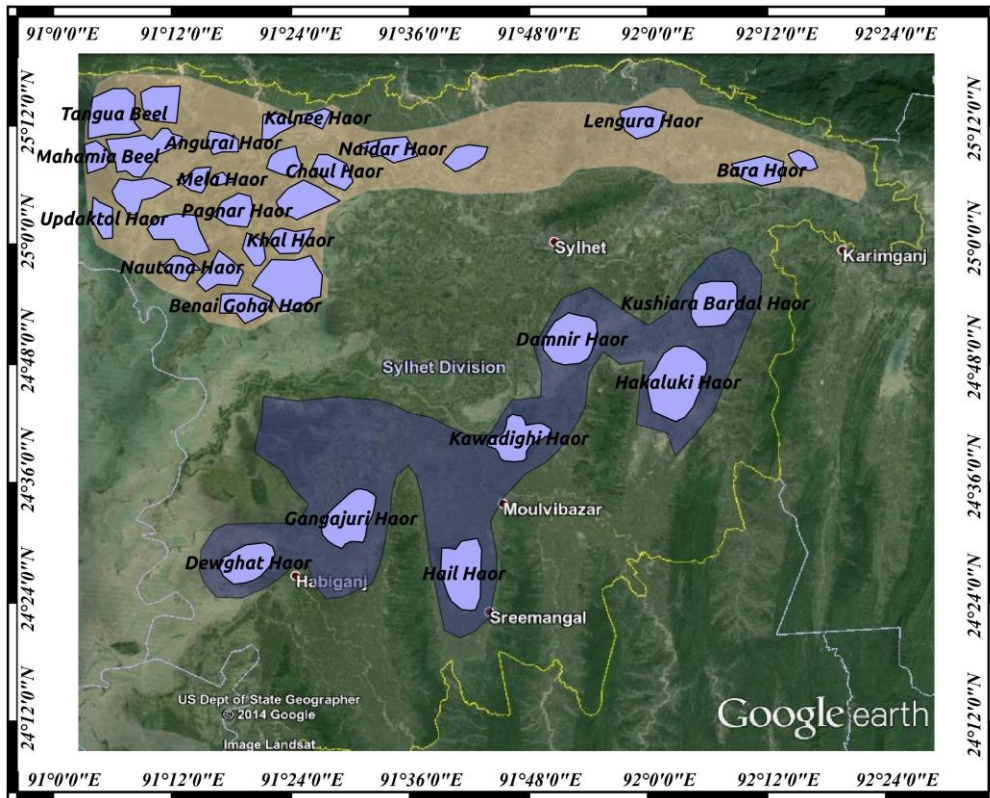 91°0'0"E 91°12'0"E 91°24'0"E 91°36'0"E 91°48'0"E 92°0'0"E 92°12'0"E 92°24'0"E
25°12'0"N
25°0'0"N
24°48'0"N
24°36'0"N
24°24'0"N
24°12'0"N
Tangua Beel
Kalnee Haor
Lengura Haor
Angurai Haor
Naidar Haor
Mahamia Beel
Chaul Haor
Bara Haor
Mela Haor
Pagnar Haor
Updaktol Haor
Khal Haor
Sylhet
Karimganj
Nautana Haor
Benai Gohal Haor
Kushiara Bardal Haor
Damnir Haor
Sylhet Division
Hakaluki Haor
Kawadighi Haor
Moulvibazar
Gangajuri Haor
Dewghat Haor
Hail Haor
Habiganj
Sreemangal
US Dept of State Geographer
© 2014 Google
Image Landsat
Google earth
25°12'0"N
25°0'0"N
24°48'0"N
24°36'0"N
24°24'0"N
24°12'0"N
91°0'0"E 91°12'0"E 91°24'0"E 91°36'0"E 91°48'0"E 92°0'0"E 92°12'0"E 92°24'0"E